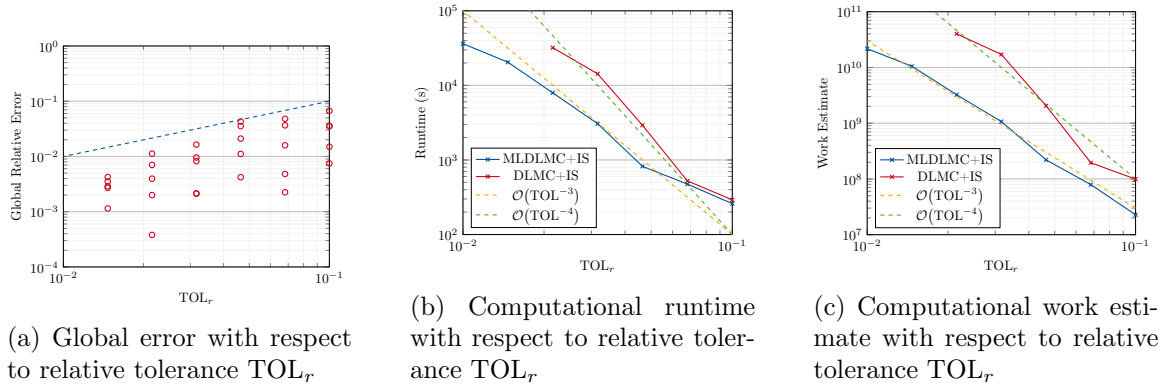 10^0
10^-1
10^-2
10^-3
10^-4
10^-2
10^-1
Global Relative Error
TOL_r
(a) Global error with respect
to relative tolerance TOL_r
10^5
10^4
10^3
10^2
10^-2
10^-1
Runtime (s)
TOL_r
MLDLMC+IS
DLMC+IS
O(TOL^-3)
O(TOL^-4)
(b) Computational runtime
with respect to relative toler-
ance TOL_r
10^11
10^10
10^9
10^8
10^7
10^-2
10^-1
Work Estimate
TOL_r
MLDLMC+IS
DLMC+IS
O(TOL^-3)
O(TOL^-4)
(c) Computational work esti-
mate with respect to relative
tolerance TOL_r